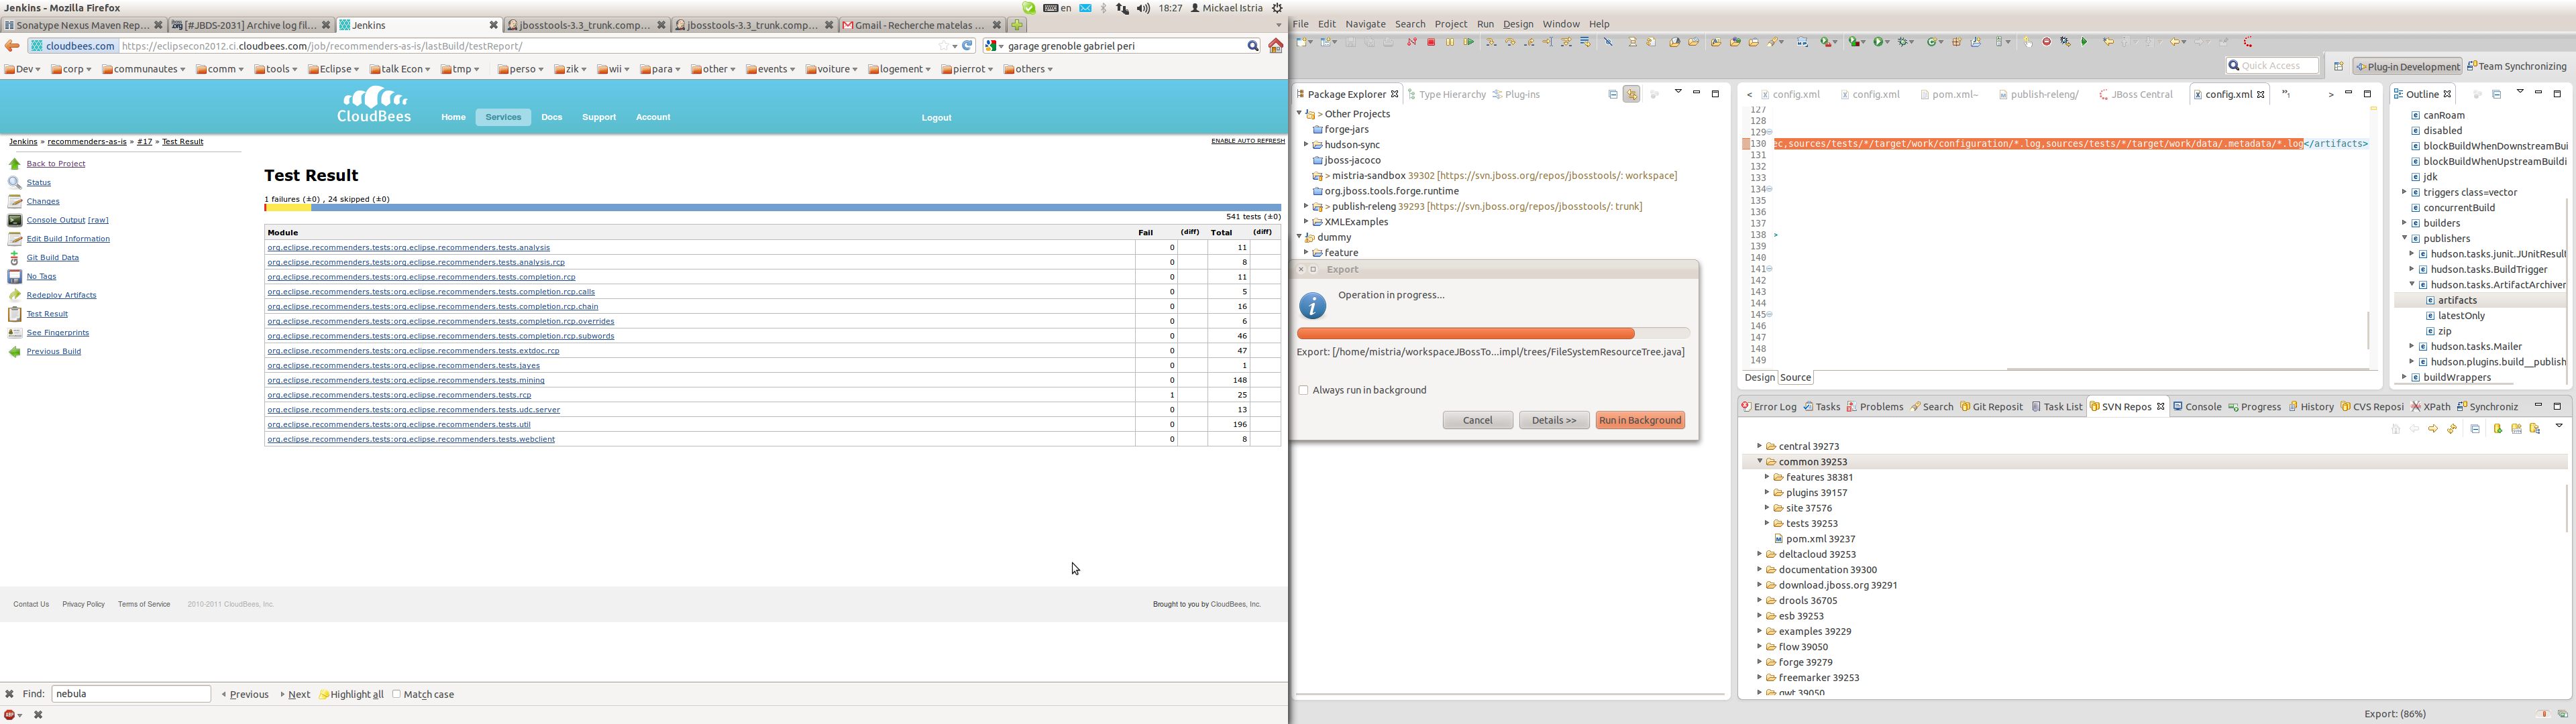 Jenkins - Mozilla Firefox
en
18:27
Mickael Istria
Sonatype Nexus Maven Rep...
[#JBDS-2031] Archive log fil...
Jenkins
jbosstools-3.3_trunk.comp...
jbosstools-3.3_trunk.comp...
Gmail - Recherche matelas ...
cloudbees.com
https://eclipsecon2012.ci.cloudbees.com/job/recommenders-as-is/lastBuild/testReport/
garage grenoble gabriel peri
Dev corp communautes comm tools Eclipse talk Econ tmp perso zik wii para other events voiture logement pierrot others
CloudBees
Home Services Docs Support Account Logout
Jenkins » recommenders-as-is » #17 » Test Result
ENABLE AUTO REFRESH
Back to Project
Status
Changes
Console Output [raw]
Edit Build Information
Git Build Data
No Tags
Redeploy Artifacts
Test Result
See Fingerprints
Previous Build
Test Result
1 failures (±0) , 24 skipped (±0)
541 tests (±0)
Module Fail (diff) Total (diff)
org.eclipse.recommenders.tests:org.eclipse.recommenders.tests.analysis 0 11
org.eclipse.recommenders.tests:org.eclipse.recommenders.tests.analysis.rcp 0 8
org.eclipse.recommenders.tests:org.eclipse.recommenders.tests.completion.rcp 0 11
org.eclipse.recommenders.tests:org.eclipse.recommenders.tests.completion.rcp.calls 0 5
org.eclipse.recommenders.tests:org.eclipse.recommenders.tests.completion.rcp.chain 0 16
org.eclipse.recommenders.tests:org.eclipse.recommenders.tests.completion.rcp.overrides 0 6
org.eclipse.recommenders.tests:org.eclipse.recommenders.tests.completion.rcp.subwords 0 46
org.eclipse.recommenders.tests:org.eclipse.recommenders.tests.extdoc.rcp 0 47
org.eclipse.recommenders.tests:org.eclipse.recommenders.tests.jayes 0 1
org.eclipse.recommenders.tests:org.eclipse.recommenders.tests.mining 0 148
org.eclipse.recommenders.tests:org.eclipse.recommenders.tests.rcp 1 25
org.eclipse.recommenders.tests:org.eclipse.recommenders.tests.udc.server 0 13
org.eclipse.recommenders.tests:org.eclipse.recommenders.tests.util 0 196
org.eclipse.recommenders.tests:org.eclipse.recommenders.tests.webclient 0 8
Contact Us Privacy Policy Terms of Service 2010-2011 CloudBees, Inc.
Brought to you by CloudBees, Inc.
Find: nebula Previous Next Highlight all Match case
File Edit Navigate Search Project Run Design Window Help
Quick Access
Plug-in Development
Team Synchronizing
Package Explorer Type Hierarchy Plug-ins
> Other Projects
forge-jars
> hudson-sync
jboss-jacoco
> mistria-sandbox 39302 [https://svn.jboss.org/repos/jbosstools/: workspace]
org.jboss.tools.forge.runtime
> publish-releng 39293 [https://svn.jboss.org/repos/jbosstools/: trunk]
XMLExamples
dummy
feature
Export
Operation in progress...
Export: [/home/mistria/workspaceJBossTo...impl/trees/FileSystemResourceTree.java]
Always run in background
Cancel Details >> Run in Background
config.xml config.xml pom.xml~ publish-releng/ JBoss Central config.xml
127
128
129
130 ec,sources/tests/*/target/work/configuration/*.log,sources/tests/*/target/work/data/.metadata/*.log</artifacts>
131
132
133
134
135
136
137
138 >
139
140
141
142
143
144
145
146
147
148
149
Design Source
Outline
canRoam
disabled
blockBuildWhenDownstreamBui
blockBuildWhenUpstreamBuildi
jdk
triggers class=vector
concurrentBuild
builders
publishers
hudson.tasks.junit.JUnitResult
hudson.tasks.BuildTrigger
hudson.tasks.ArtifactArchiver
artifacts
latestOnly
zip
hudson.tasks.Mailer
hudson.plugins.build__publish
buildWrappers
Error Log Tasks Problems Search Git Reposit Task List SVN Repos Console Progress History CVS Reposi XPath Synchroniz
central 39273
common 39253
features 38381
plugins 39157
site 37576
tests 39253
pom.xml 39237
deltacloud 39253
documentation 39300
download.jboss.org 39291
drools 36705
esb 39253
examples 39229
flow 39050
forge 39279
freemarker 39253
gwt 39050
Export: (86%)